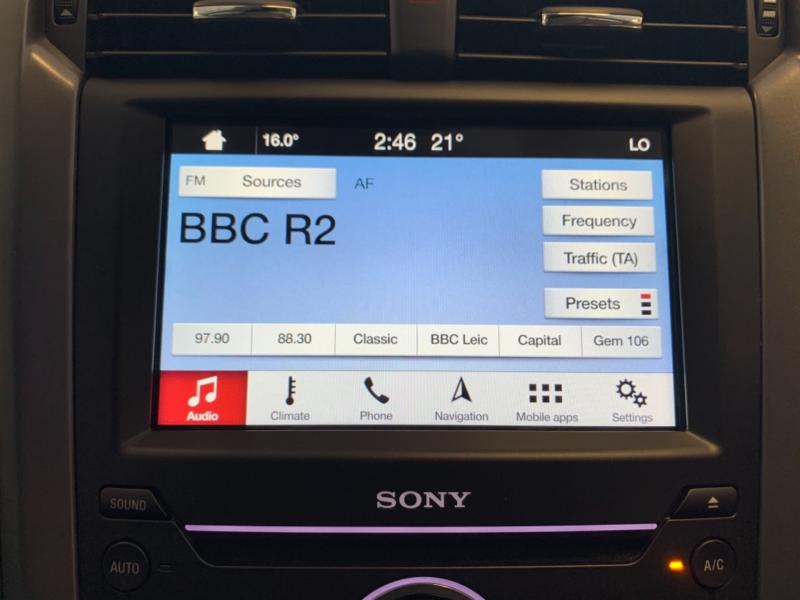 16.0° 2:46 21° LO
FM Sources AF Stations
BBC R2
Frequency
Traffic (TA)
Presets
97.90 88.30 Classic BBC Leic Capital Gem 106
Audio Climate Phone Navigation Mobile apps Settings
SOUND SONY
AUTO A/C